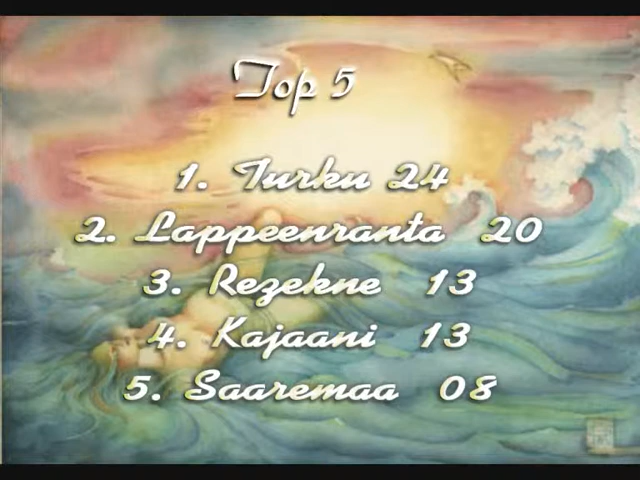 Top 5
1. Turku 24
2. Lappeenranta 20
3. Rezekne 13
4. Kajaani 13
5. Saaremaa 08